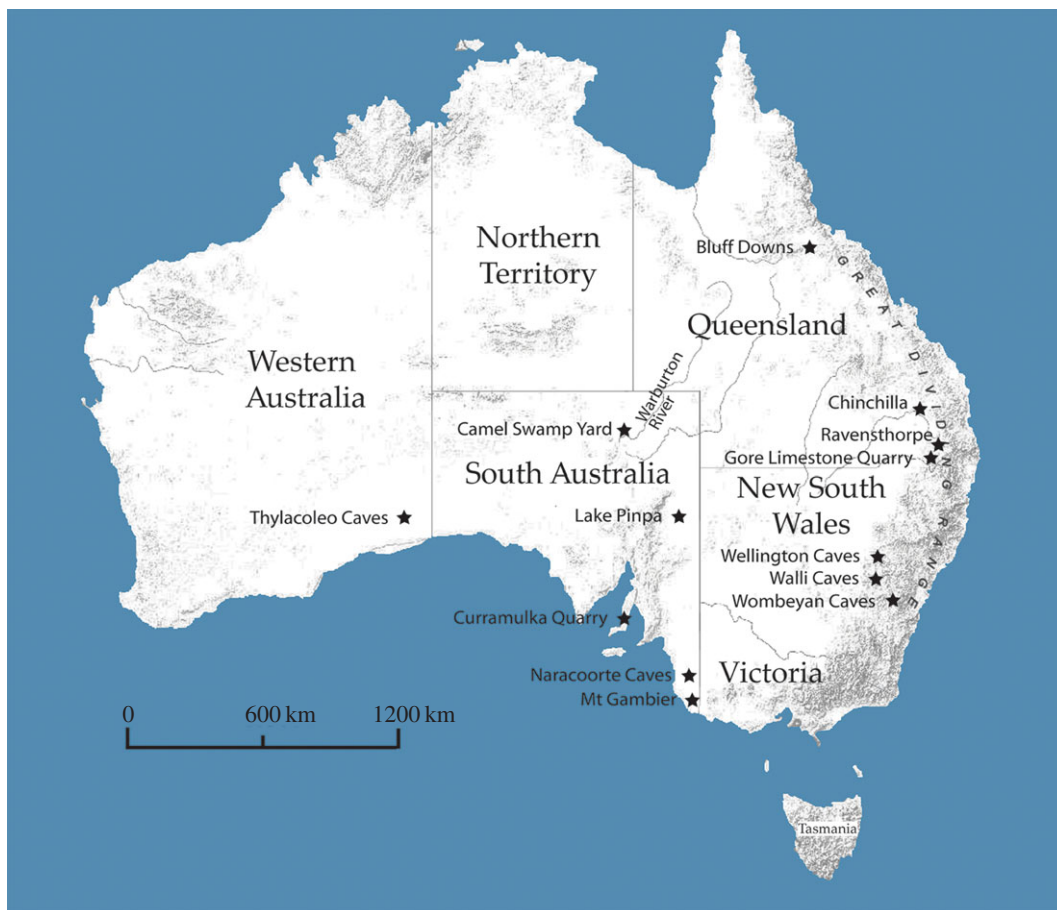 Northern
Territory
Bluff Downs
GREAT DIVIDING RANGE
Queensland
Western
Australia
Warburton
River
Chinchilla
Camel Swamp Yard
Ravensthorpe
Gore Limestone Quarry
South Australia
New South
Wales
Thylacoleo Caves
Lake Pinpa
Wellington Caves
Walli Caves
Wombeyan Caves
Curramulka Quarry
Naracoorte Caves
Victoria
Mt Gambier
0 600 km 1200 km
Tasmania